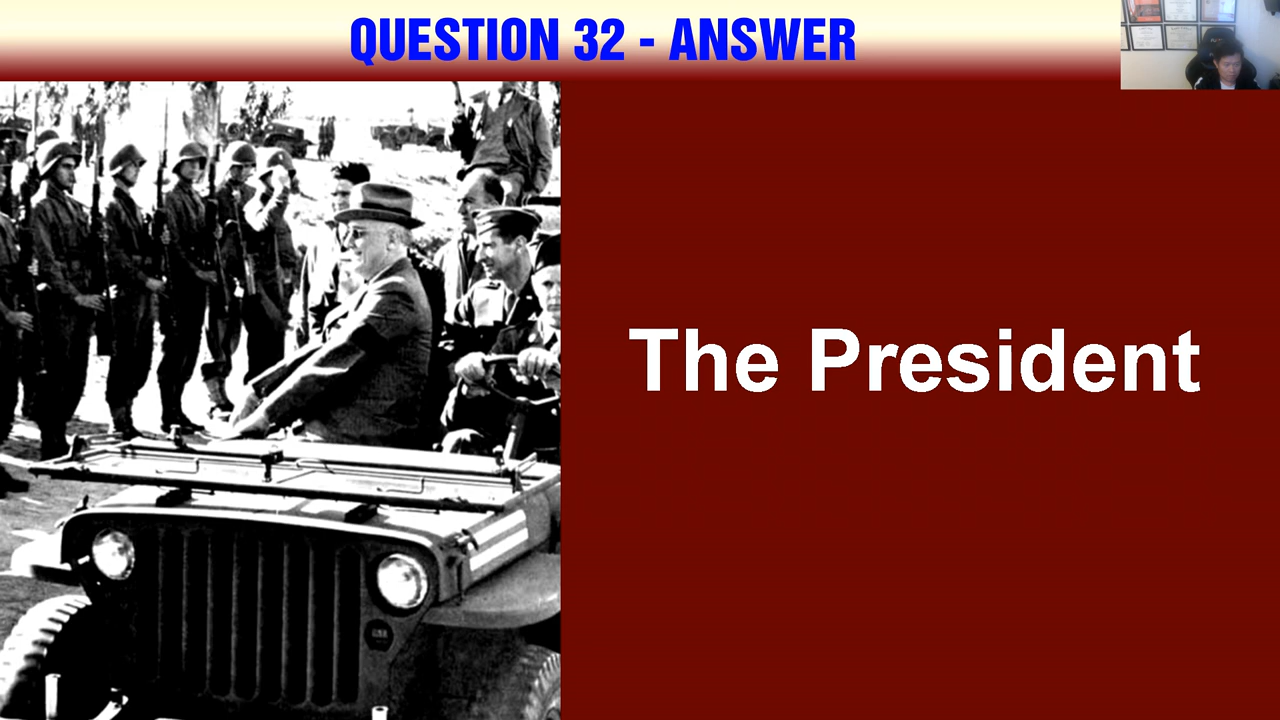 QUESTION 32 - ANSWER
The President